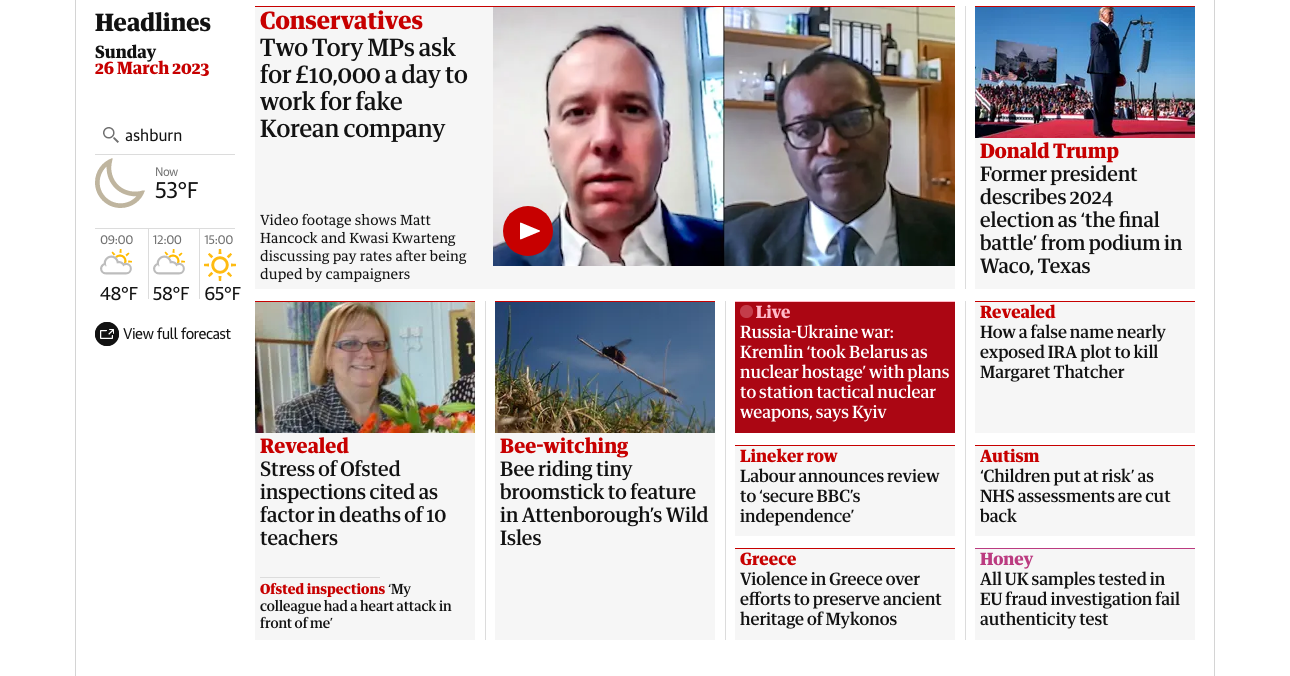 Headlines
Sunday
26 March 2023
ashburn
Now
53°F
09:00
12:00
15:00
48°F
58°F
65°F
View full forecast
Conservatives
Two Tory MPs ask
for £10,000 a day to
work for fake
Korean company
Video footage shows Matt
Hancock and Kwasi Kwarteng
discussing pay rates after being
duped by campaigners
Donald Trump
Former president
describes 2024
election as ‘the final
battle’ from podium in
Waco, Texas
Revealed
Stress of Ofsted
inspections cited as
factor in deaths of 10
teachers
Ofsted inspections ‘My
colleague had a heart attack in
front of me’
Bee-witching
Bee riding tiny
broomstick to feature
in Attenborough’s Wild
Isles
Live
Russia-Ukraine war:
Kremlin ‘took Belarus as
nuclear hostage’ with plans
to station tactical nuclear
weapons, says Kyiv
Lineker row
Labour announces review
to ‘secure BBC’s
independence’
Greece
Violence in Greece over
efforts to preserve ancient
heritage of Mykonos
Revealed
How a false name nearly
exposed IRA plot to kill
Margaret Thatcher
Autism
‘Children put at risk’ as
NHS assessments are cut
back
Honey
All UK samples tested in
EU fraud investigation fail
authenticity test